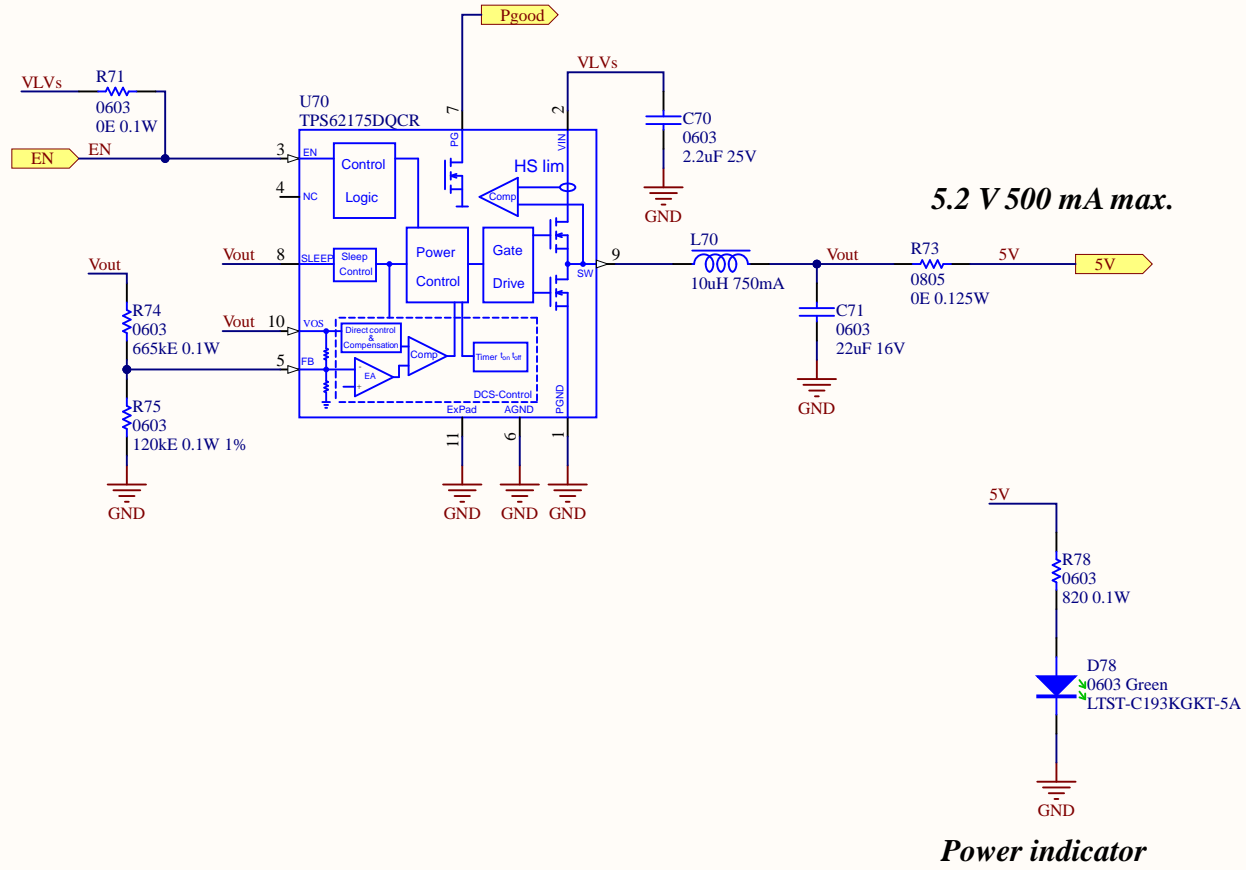 Pgood
VLVs
R71
0603
0E 0.1W
EN
EN
U70
TPS62175DQCR
7
VLVs
2
C70
0603
2.2uF 25V
GND
3
EN
4
NC
Control
Logic
PG
VIN
HS lim
Comp
5.2 V 500 mA max.
Vout
8
SLEEP
Sleep
Control
Power
Control
Gate
Drive
SW
9
L70
10uH 750mA
Vout
R73
0805
0E 0.125W
5V
5V
C71
0603
22uF 16V
GND
Vout
R74
0603
665kE 0.1W
Vout
10
VOS
Direct control
&
Compensation
Comp
Timer ton toff
5
FB
-
EA
+
DCS-Control
PGND
R75
0603
120kE 0.1W 1%
GND
ExPad
AGND
11
6
1
GND
GND
GND
5V
R78
0603
820 0.1W
D78
0603 Green
LTST-C193KGKT-5A
GND
Power indicator